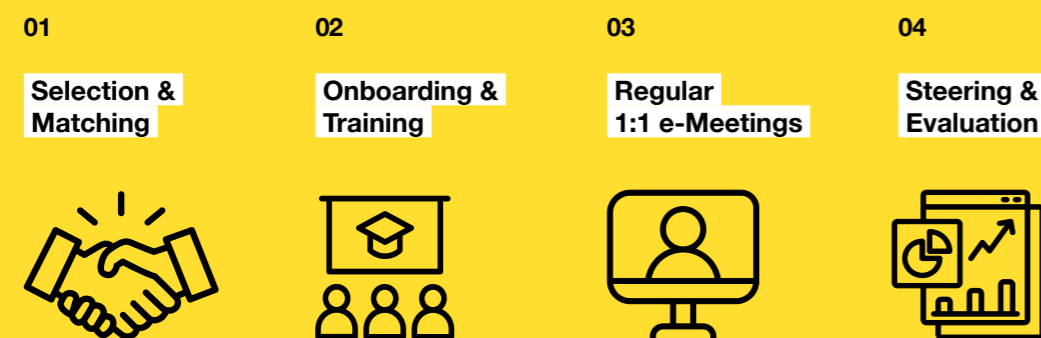 01
Selection &
Matching
02
Onboarding &
Training
03
Regular
1:1 e-Meetings
04
Steering &
Evaluation